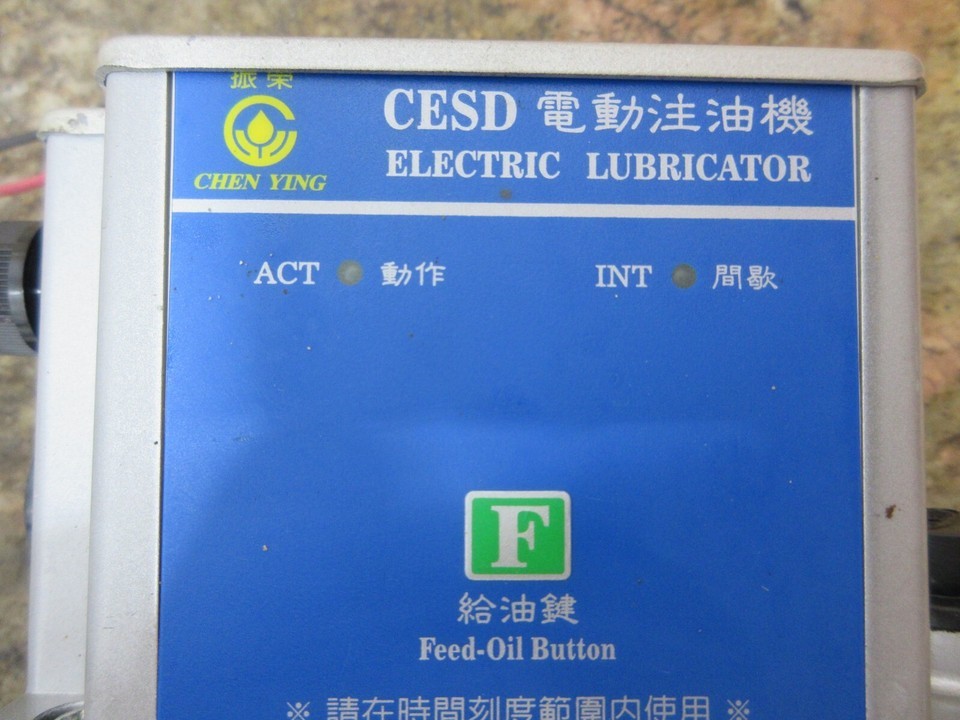 振榮
CHEN YING
CESD 電動注油機
ELECTRIC LUBRICATOR
ACT 動作
INT 間歇
F
給油鍵
Feed-Oil Button
※ 請在時間刻度範圍內使用 ※